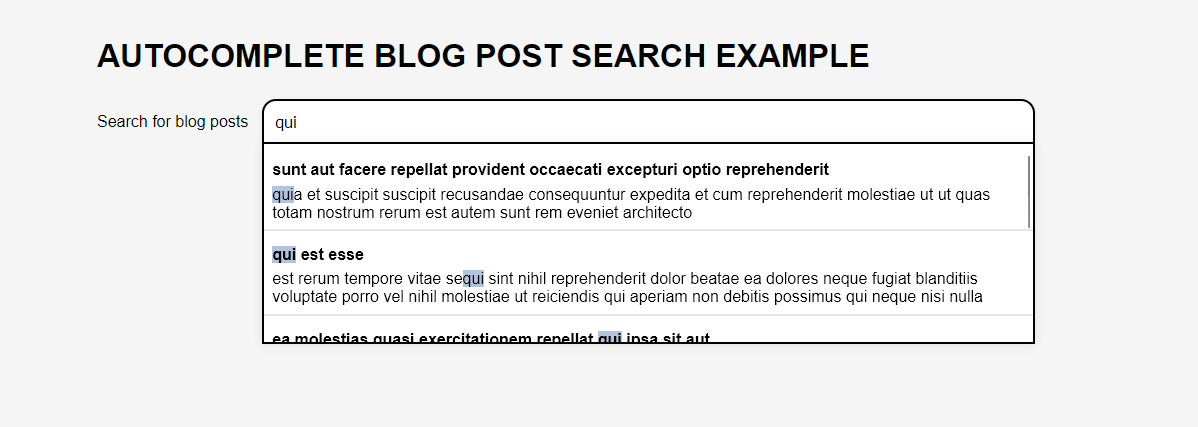 AUTOCOMPLETE BLOG POST SEARCH EXAMPLE
Search for blog posts
qui
sunt aut facere repellat provident occaecati excepturi optio reprehenderit
quia et suscipit suscipit recusandae consequuntur expedita et cum reprehenderit molestiae ut ut quas
totam nostrum rerum est autem sunt rem eveniet architecto
qui est esse
est rerum tempore vitae sequi sint nihil reprehenderit dolor beatae ea dolores neque fugiat blanditiis
voluptate porro vel nihil molestiae ut reiciendis qui aperiam non debitis possimus qui neque nisi nulla
ea molestias quasi exercitationem repellat qui ipsa sit aut